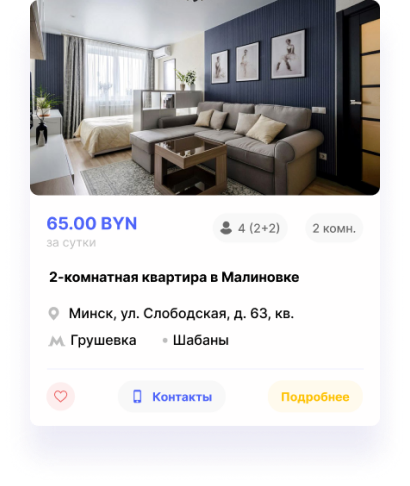 65.00 BYN
за сутки
4 (2+2)
2 комн.
2-комнатная квартира в Малиновке
Минск, ул. Слободская, д. 63, кв.
Грушевка
Шабаны
Контакты
Подробнее